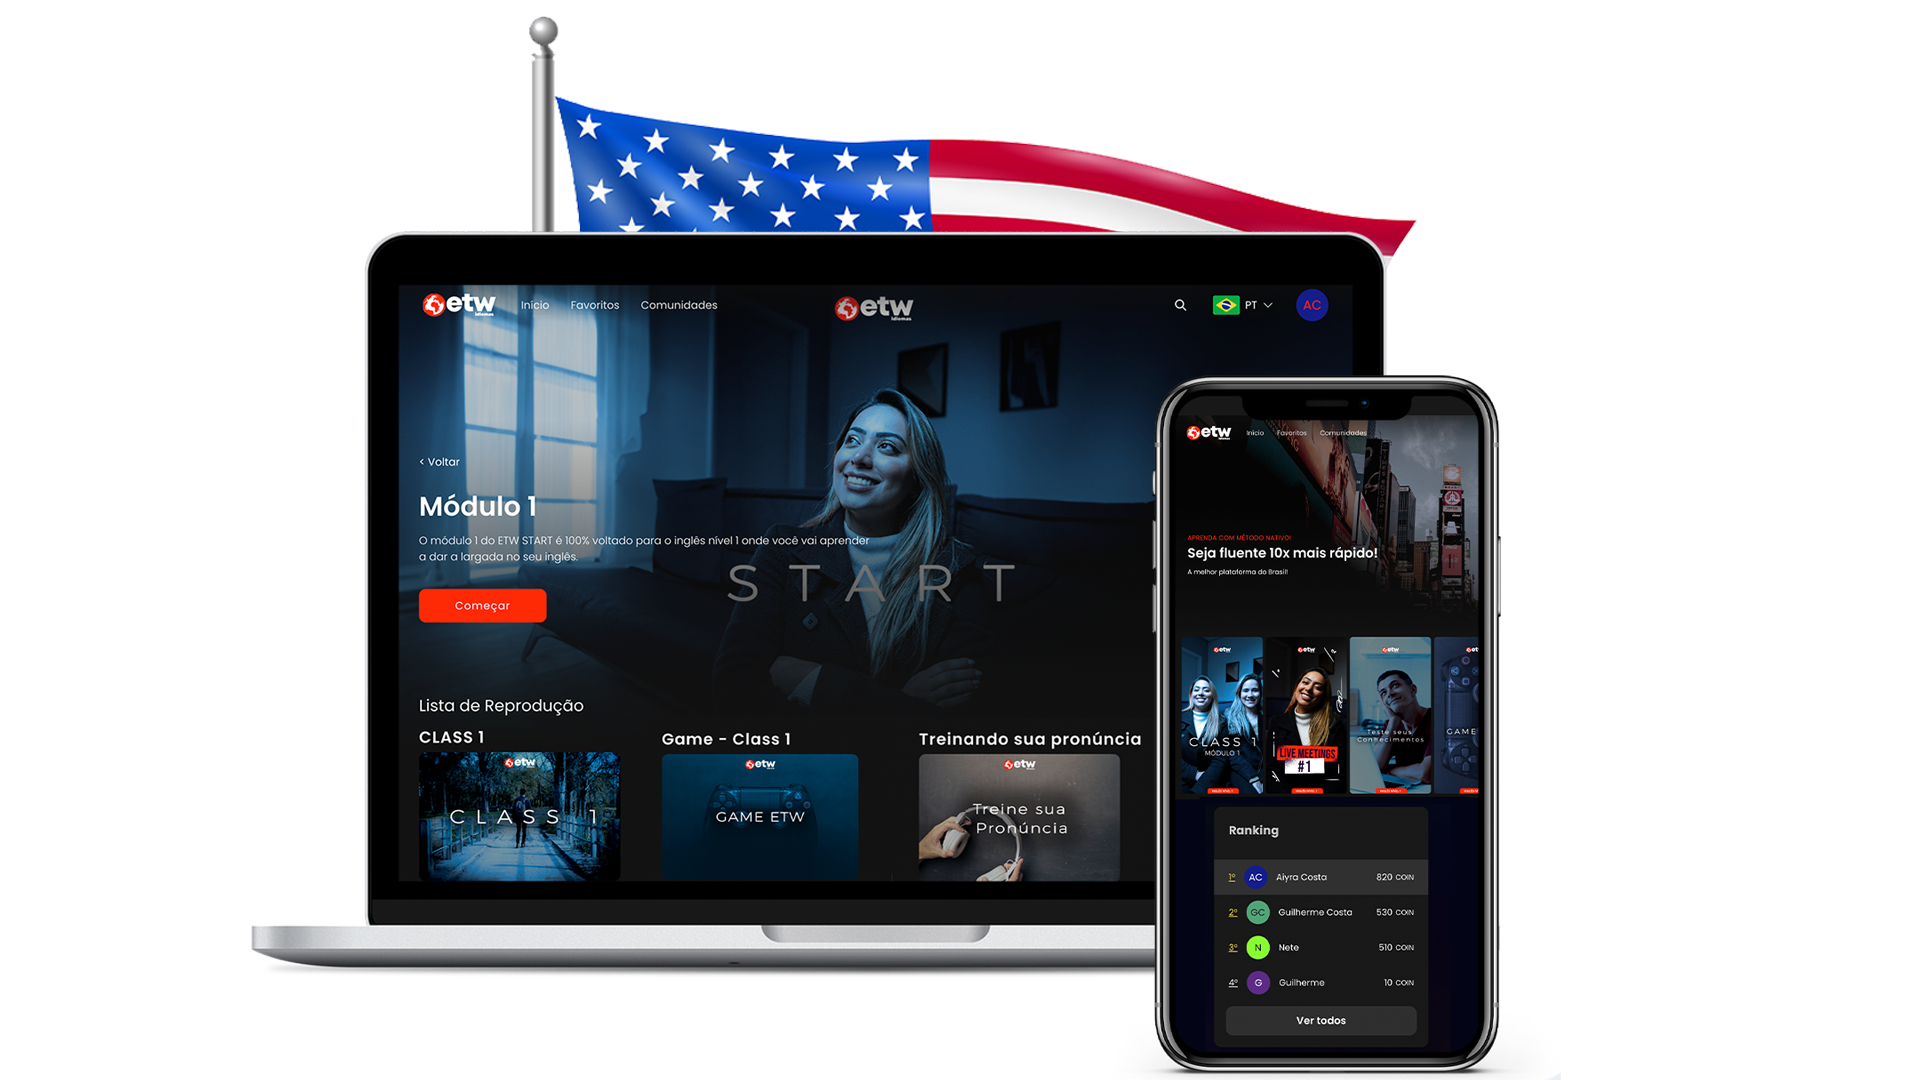 etw
idiomas
Início
Favoritos
Comunidades
etw
idiomas
PT
AC
< Voltar
Módulo 1
O módulo 1 do ETW START é 100% voltado para o inglês nível 1 onde você vai aprender
a dar a largada no seu inglês.
START
Começar
Lista de Reprodução
CLASS 1
Game - Class 1
Treinando sua pronúncia
etw
CLASS 1
etw
GAME ETW
etw
Treine sua
Pronúncia
etw
idiomas
Início
Favoritos
Comunidades
APRENDA COM MÉTODO NATIVO!
Seja fluente 10x mais rápido!
A melhor plataforma do Brasil!
etw
CLASS 1
MÓDULO 1
etw
LIVE MEETINGS
#1
etw
Teste seus
Conhecimentos
GAME
Ranking
1º AC Aiyra Costa 820 COIN
2º GC Guilherme Costa 530 COIN
3º N Nete 510 COIN
4º G Guilherme 10 COIN
Ver todos